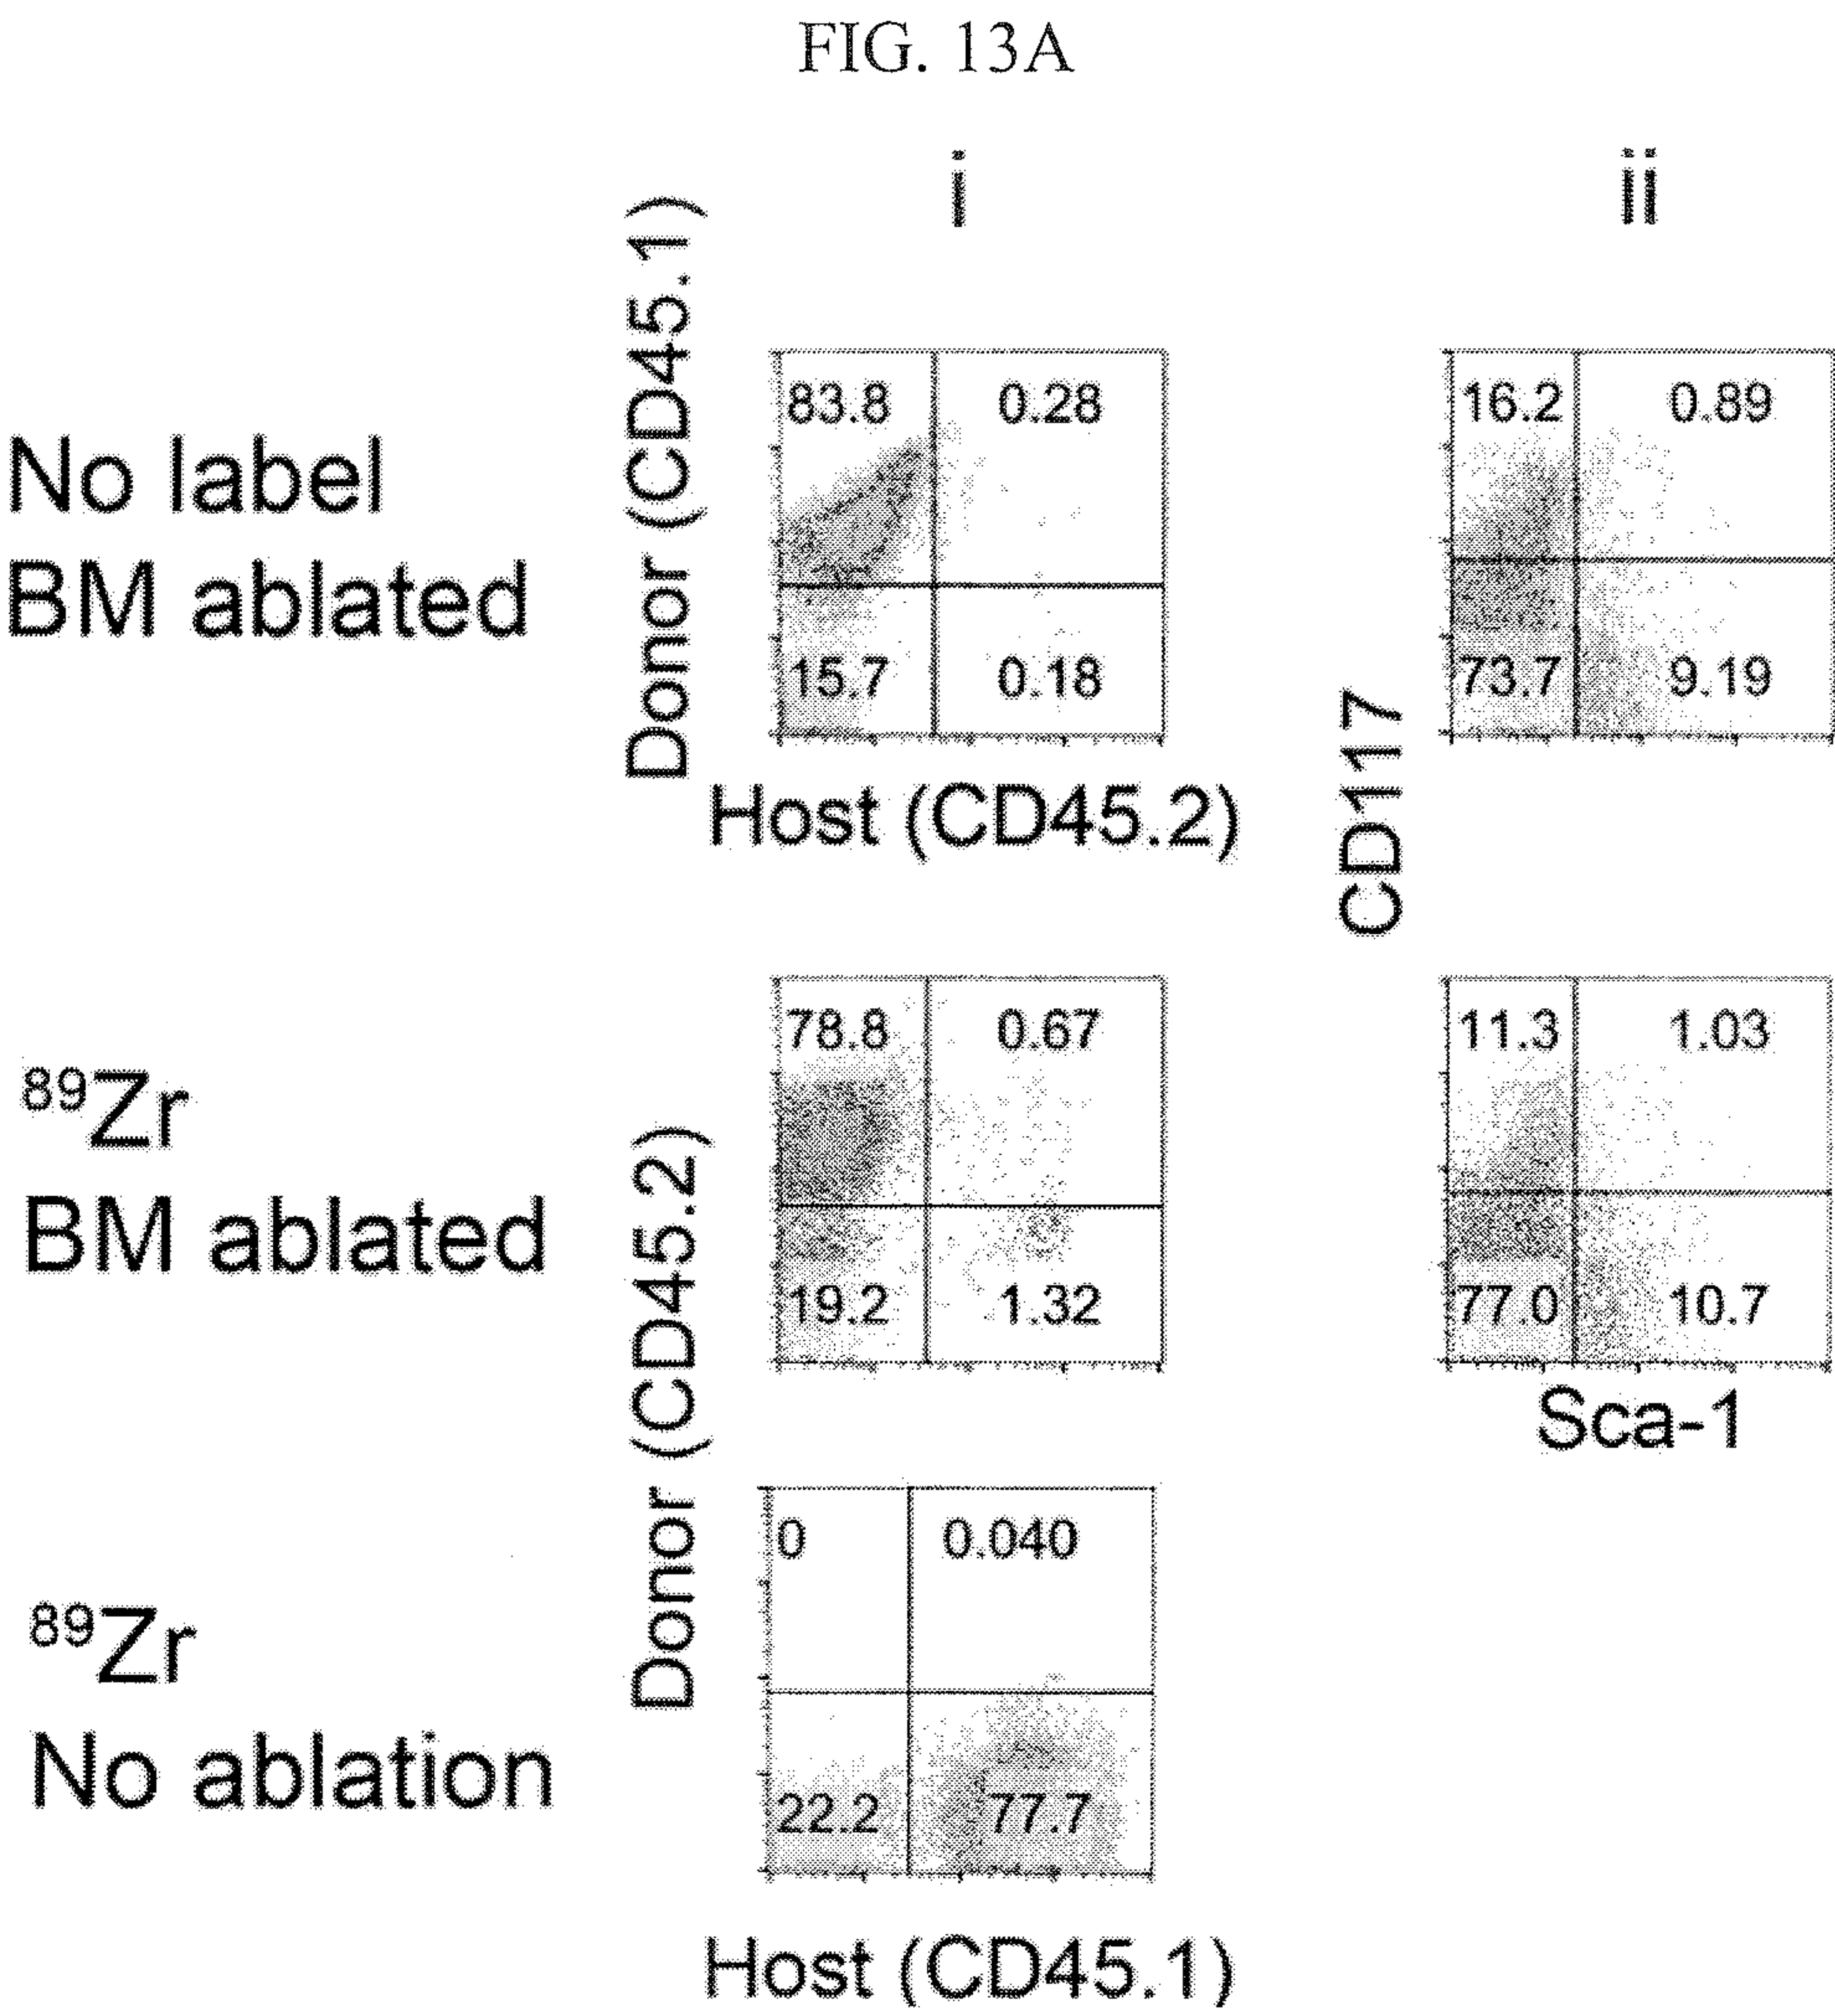 FIG. 13A
i
ii
No label
BM ablated
Donor (CD45.1)
83.8
0.28
15.7
0.18
Host (CD45.2)
CD117
16.2
0.89
73.7
9.19
89Zr
BM ablated
Donor (CD45.2)
78.8
0.67
19.2
1.32
11.3
1.03
77.0
10.7
Sca-1
89Zr
No ablation
0
0.040
22.2
77.7
Host (CD45.1)